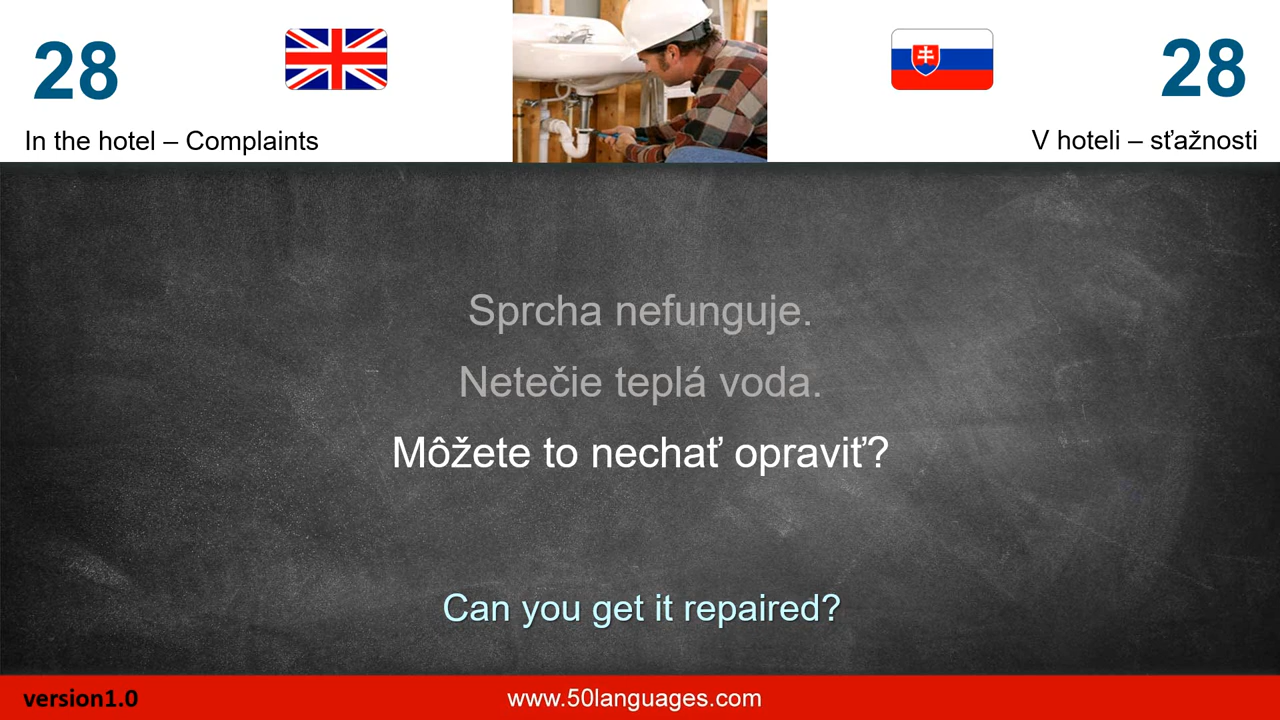 28
28
In the hotel – Complaints
V hoteli – sťažnosti
Sprcha nefunguje.
Netečie teplá voda.
Môžete to nechať opraviť?
Can you get it repaired?
version1.0
www.50languages.com